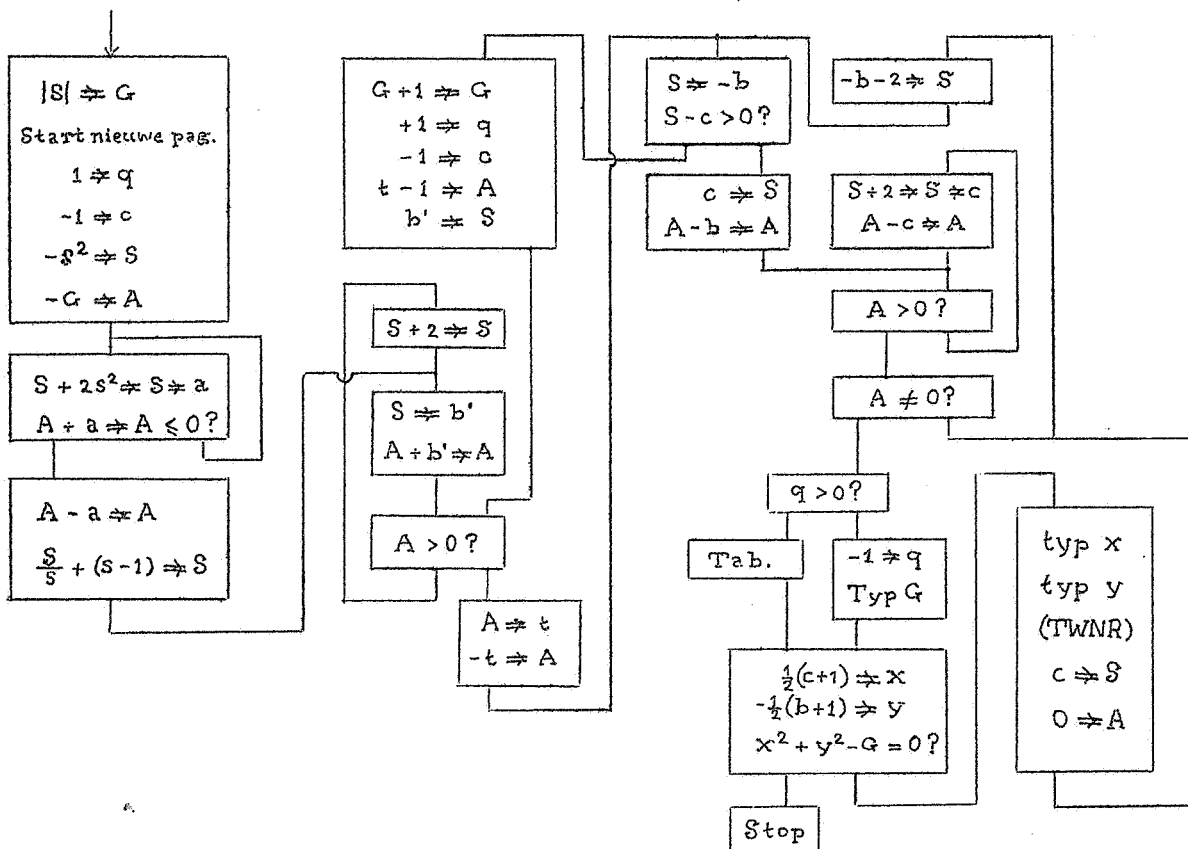 |S| ⇒ G
Start nieuwe pag.
1 ⇒ q
-1 ⇒ c
-s² ⇒ S
-G ⇒ A
S + 2s² ⇒ S ⇒ a
A + a ⇒ A ≤ 0?
A - a ⇒ A
S/s + (s-1) ⇒ S
G+1 ⇒ G
+1 ⇒ q
-1 ⇒ c
t-1 ⇒ A
b' ⇒ S
S+2 ⇒ S
S ⇒ b'
A+b' ⇒ A
A > 0?
A ⇒ t
-t ⇒ A
S ⇒ -b
S-c > 0?
c ⇒ S
A-b ⇒ A
-b-2 ⇒ S
S+2 ⇒ S ⇒ c
A-c ⇒ A
A > 0?
A ≠ 0?
q > 0?
Tab.
-1 ⇒ q
Typ G
½(c+1) ⇒ x
-½(b+1) ⇒ y
x² + y² - G = 0?
Stop
typ x
typ y
(TWNR)
c ⇒ S
0 ⇒ A